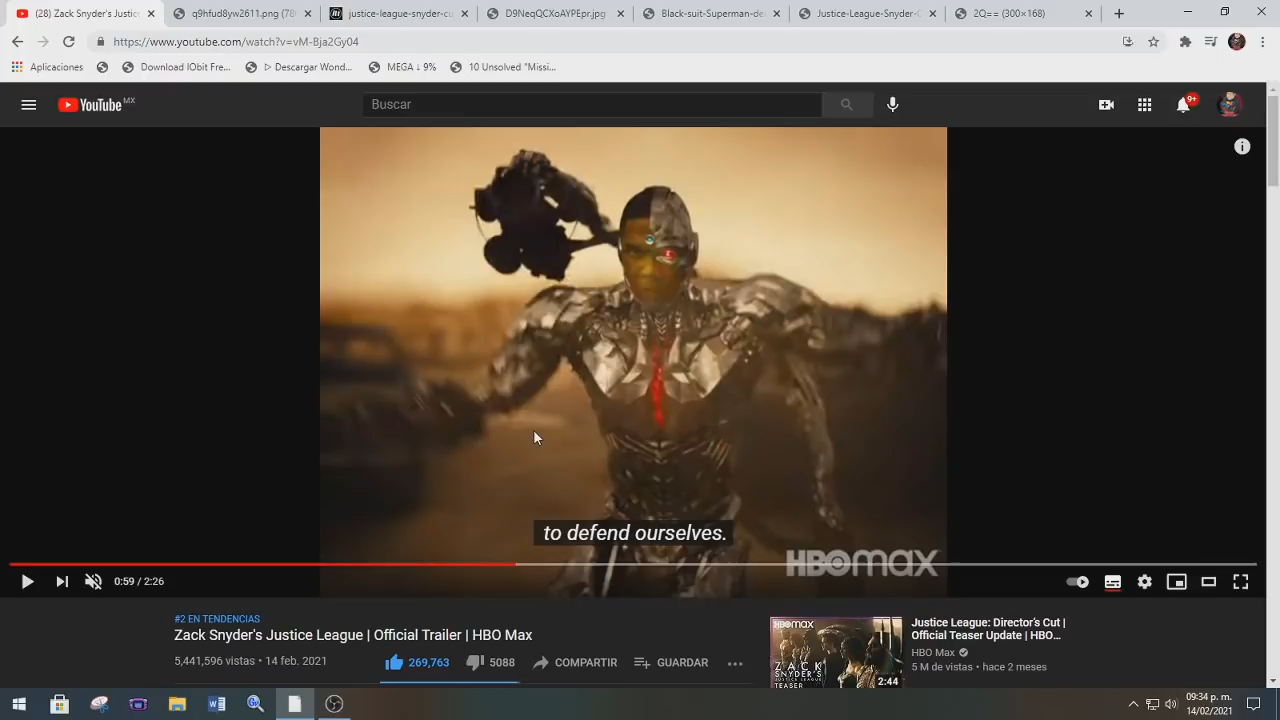 (28) Zack Snyder's Justic
q9hfud8yw2611.png (78
justice-league-snyder-cu
D9NeQCXoAYPEprj.jpg
Black-suit-Superman-de
Justice-League-Snyder-C
2Q== (300×168)
https://www.youtube.com/watch?v=vM-Bja2Gy04
Aplicaciones
Download IObit Fre...
▷ Descargar Wond...
MEGA ↓ 9%
10 Unsolved "Missi...
YouTube MX
Buscar
9+
to defend ourselves.
HBOMAX
0:59 / 2:26
#2 EN TENDENCIAS
Zack Snyder's Justice League | Official Trailer | HBO Max
5,441,596 vistas • 14 feb. 2021
269,763
5088
COMPARTIR
GUARDAR
HBOMAX
ZACK
SNYDER'S
JUSTICE LEAGUE
TEASER
2:44
Justice League: Director's Cut |
Official Teaser Update | HBO...
HBO Max
5 M de vistas • hace 2 meses
09:34 p. m.
14/02/2021